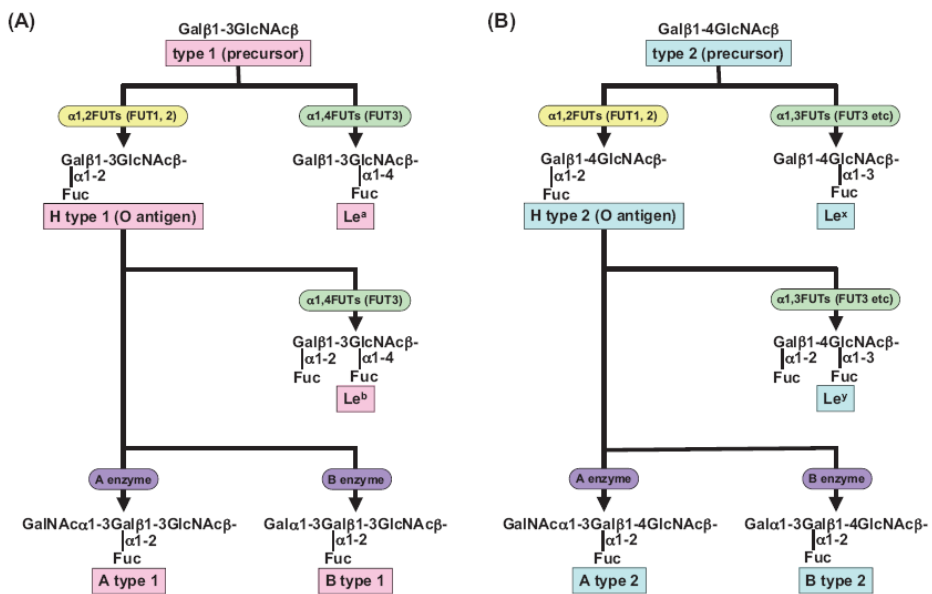 (A)
Galβ1-3GlcNAcβ
type 1 (precursor)
α1,2FUTs (FUT1, 2)
α1,4FUTs (FUT3)
Galβ1-3GlcNAcβ-
α1-2
Fuc
H type 1 (O antigen)
Galβ1-3GlcNAcβ-
α1-4
Fuc
Leᵃ
α1,4FUTs (FUT3)
Galβ1-3GlcNAcβ-
α1-2
α1-4
Fuc
Fuc
Leᵇ
A enzyme
B enzyme
GalNAcα1-3Galβ1-3GlcNAcβ-
α1-2
Fuc
A type 1
Galα1-3Galβ1-3GlcNAcβ-
α1-2
Fuc
B type 1
(B)
Galβ1-4GlcNAcβ
type 2 (precursor)
α1,2FUTs (FUT1, 2)
α1,3FUTs (FUT3 etc)
Galβ1-4GlcNAcβ-
α1-2
Fuc
H type 2 (O antigen)
Galβ1-4GlcNAcβ-
α1-3
Fuc
Leˣ
α1,3FUTs (FUT3 etc)
Galβ1-4GlcNAcβ-
α1-2
α1-3
Fuc
Fuc
Leʸ
A enzyme
B enzyme
GalNAcα1-3Galβ1-4GlcNAcβ-
α1-2
Fuc
A type 2
Galα1-3Galβ1-4GlcNAcβ-
α1-2
Fuc
B type 2